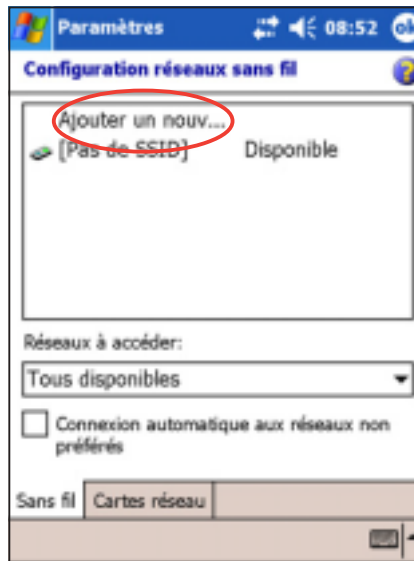 Paramètres 08:52 ok
Configuration réseaux sans fil ?
Ajouter un nouv...
[Pas de SSID] Disponible
Réseaux à accéder:
Tous disponibles
Connexion automatique aux réseaux non
préférés
Sans fil Cartes réseau